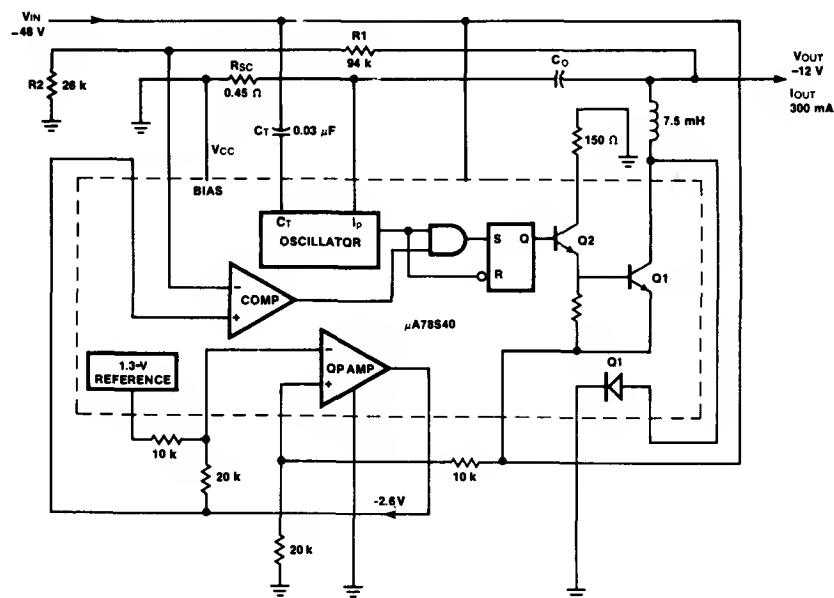 VIN
-48 V
R1
94 k
RSC
0.45 Ω
CO
VOUT
-12 V
IOUT
300 mA
R2
26 k
CT
0.03 µF
VCC
BIAS
150 Ω
7.5 mH
CT
IP
OSCILLATOR
S
Q
R
Q2
Q1
COMP
-
+
µA78S40
1.3-V
REFERENCE
OP AMP
-
+
Q1
10 k
20 k
-2.6 V
10 k
20 k